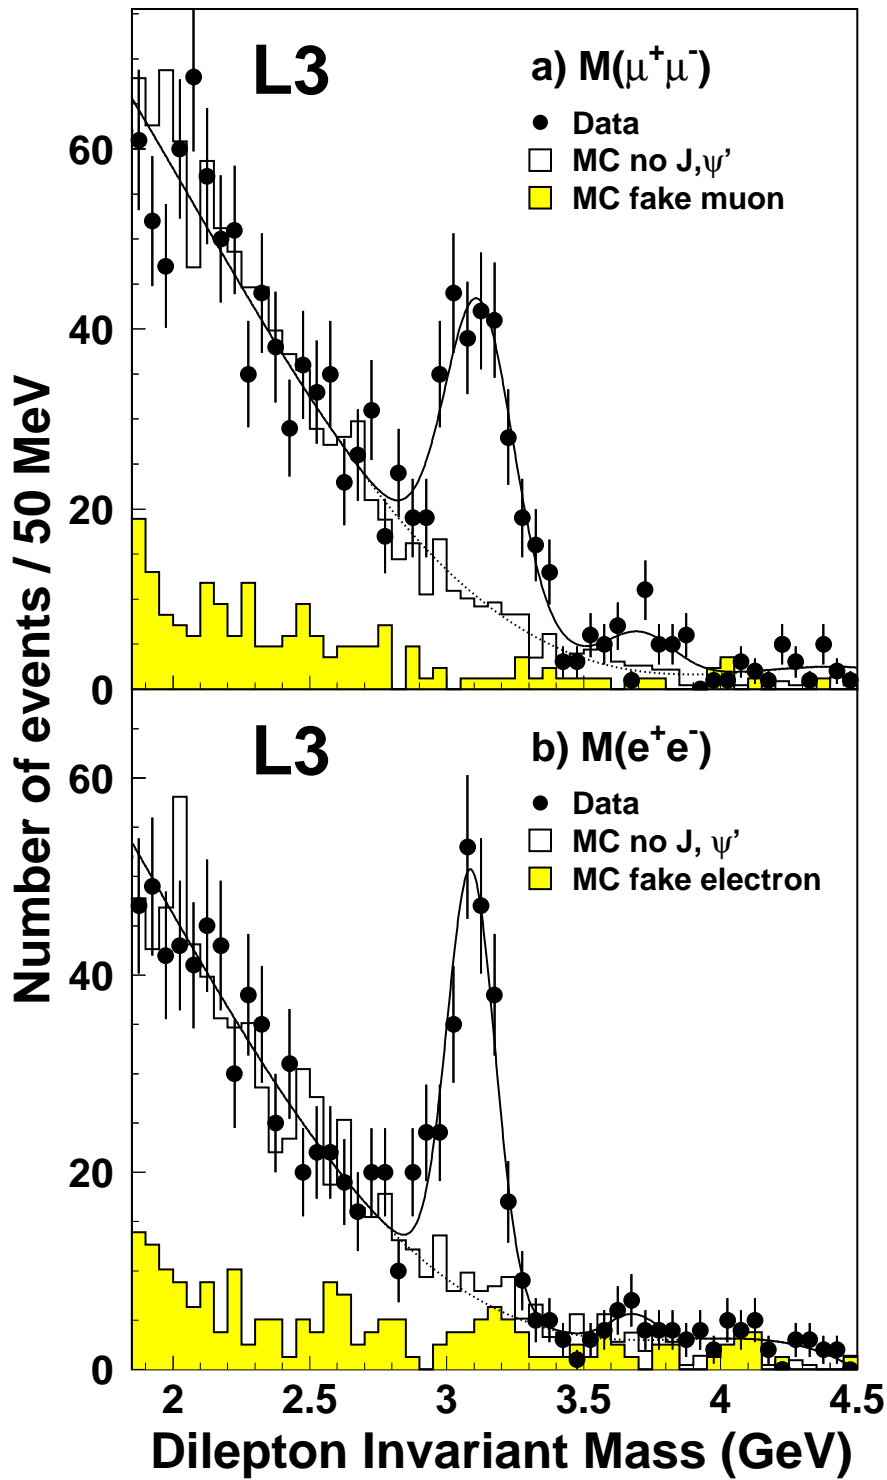 L3
a) M(μ⁺μ⁻)
Data
MC no J,ψ’
MC fake muon
60
40
20
0
L3
b) M(e⁺e⁻)
Data
MC no J, ψ’
MC fake electron
60
40
20
0
2 2.5 3 3.5 4 4.5
Dilepton Invariant Mass (GeV)
Number of events / 50 MeV